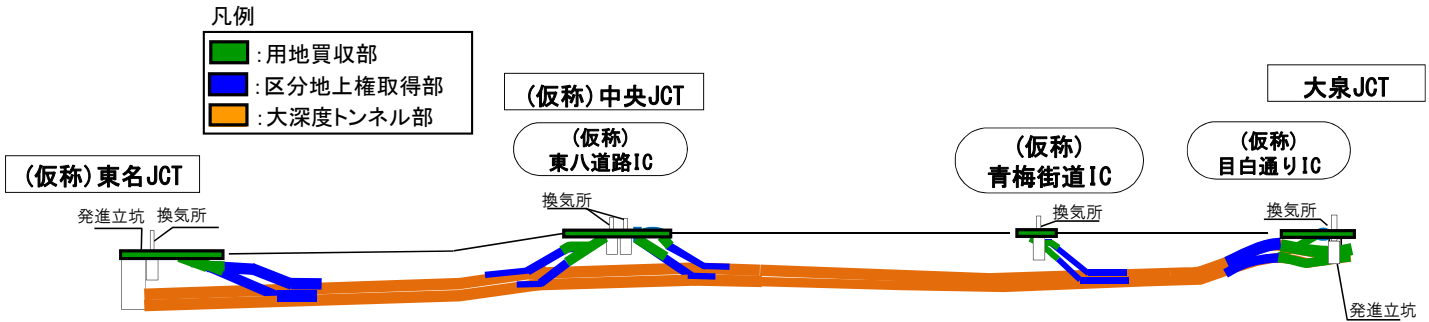 凡例
：用地買収部
：区分地上権取得部
：大深度トンネル部
(仮称)東名JCT
発進立坑
換気所
(仮称)中央JCT
(仮称)
東八道路IC
換気所
(仮称)
青梅街道IC
換気所
大泉JCT
(仮称)
目白通りIC
換気所
発進立坑